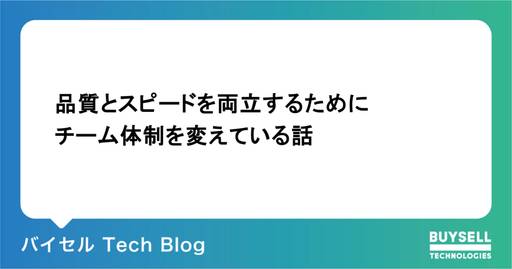 品質とスピードを両立するために
チーム体制を変えている話
バイセル Tech Blog
BUYSELL
TECHNOLOGIES